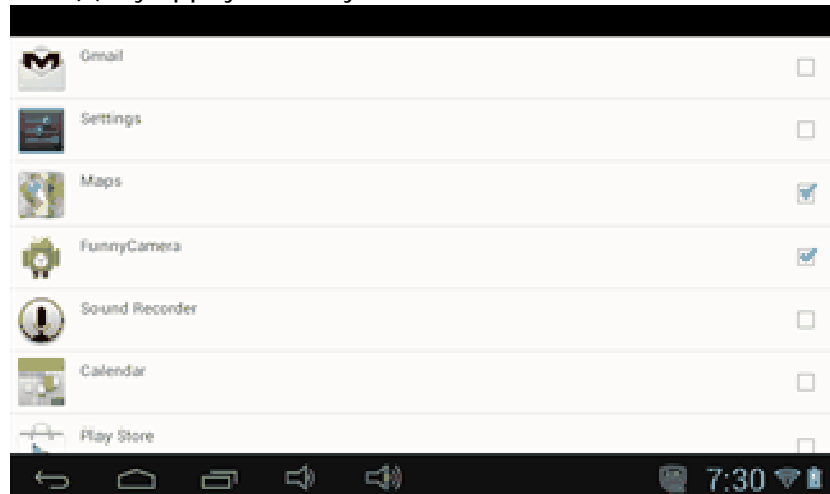 Gmail
Settings
Maps
FunnyCamera
Sound Recorder
Calendar
Play Store
7:30